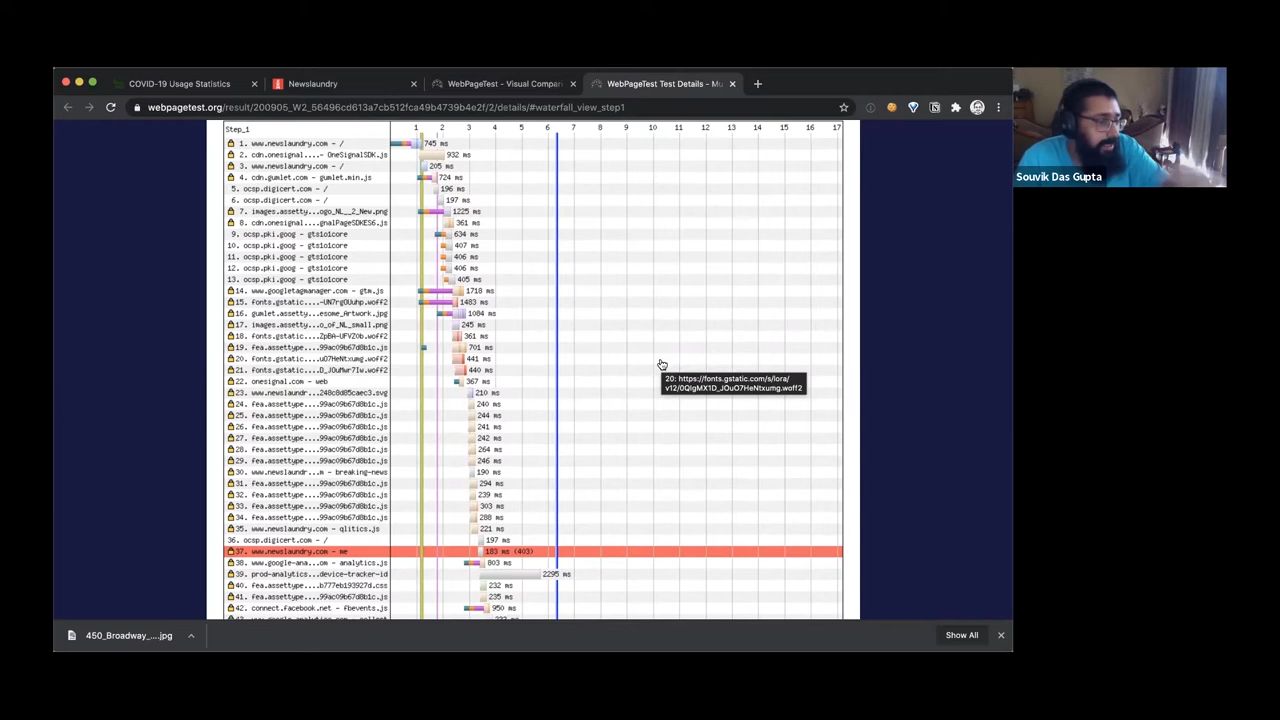 COVID-19 Usage Statistics
Newslaundry
WebPageTest - Visual Compari
WebPageTest Test Details - Mu
webpagetest.org/result/200905_W2_56496cd613a7cb512fca49b4739b4e2f/2/details/#waterfall_view_step1
Souvik Das Gupta
Step_1 1 2 3 4 5 6 7 8 9 10 11 12 13 14 15 16 17
1. www.newslaundry.com - / 745 ms
2. cdn.onesignal....- OneSignalSDK.js 932 ms
3. www.newslaundry.com - / 205 ms
4. cdn.gumlet.com - gumlet.min.js 724 ms
5. ocsp.digicert.com - / 196 ms
6. ocsp.digicert.com - / 197 ms
7. images.assetty...ogo_NL__2_New.png 1225 ms
8. cdn.onesignal....gnalPageSDKES6.js 361 ms
9. ocsp.pki.goog - gts1o1core 634 ms
10. ocsp.pki.goog - gts1o1core 407 ms
11. ocsp.pki.goog - gts1o1core 406 ms
12. ocsp.pki.goog - gts1o1core 406 ms
13. ocsp.pki.goog - gts1o1core 405 ms
14. www.googletagmanager.com - gtm.js 1718 ms
15. fonts.gstatic....-UN7rgOUuhp.woff2 1483 ms
16. gumlet.assetty...esome_Artwork.jpg 1084 ms
17. images.assetty...o_of_NL_small.png 245 ms
18. fonts.gstatic....ZpBA-UFVZ0b.woff2 361 ms
19. fea.assettype....99ac09b67d8b1c.js 701 ms
20. fonts.gstatic....uO7HeNtxumg.woff2 441 ms
21. fonts.gstatic....D_JOuMwr7Iw.woff2 440 ms
22. onesignal.com - web 367 ms
23. www.newslaundr...248c8d85caec3.svg 210 ms
24. fea.assettype....99ac09b67d8b1c.js 240 ms
25. fea.assettype....99ac09b67d8b1c.js 244 ms
26. fea.assettype....99ac09b67d8b1c.js 241 ms
27. fea.assettype....99ac09b67d8b1c.js 242 ms
28. fea.assettype....99ac09b67d8b1c.js 264 ms
29. fea.assettype....99ac09b67d8b1c.js 246 ms
30. www.newslaundr...m - breaking-news 190 ms
31. fea.assettype....99ac09b67d8b1c.js 294 ms
32. fea.assettype....99ac09b67d8b1c.js 239 ms
33. fea.assettype....99ac09b67d8b1c.js 303 ms
34. fea.assettype....99ac09b67d8b1c.js 288 ms
35. www.newslaundry.com - qlitics.js 221 ms
36. ocsp.digicert.com - / 197 ms
37. www.newslaundry.com - me 183 ms (403)
38. www.google-ana...com - analytics.js 803 ms
39. prod-analytics...device-tracker-id 2295 ms
40. fea.assettype....b777eb193927d.css 232 ms
41. fea.assettype....99ac09b67d8b1c.js 235 ms
42. connect.facebook.net - fbevents.js 950 ms
20: https://fonts.gstatic.com/s/lora/
v12/0QIgMX1D_JOuO7HeNtxumg.woff2
450_Broadway_....jpg
Show All